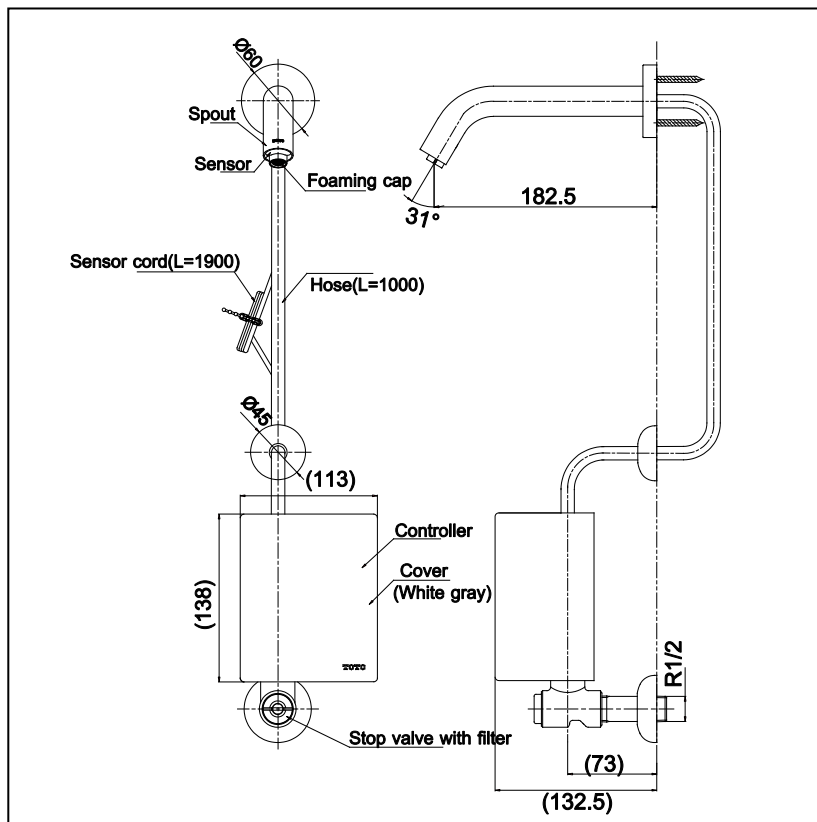 Ø60
Spout
TOTO
Sensor
Foaming cap
182.5
31°
Sensor cord(L=1900)
Hose(L=1000)
Ø45
(113)
Controller
Cover
(White gray)
(138)
TOTO
R1/2
Stop valve with filter
(73)
(132.5)